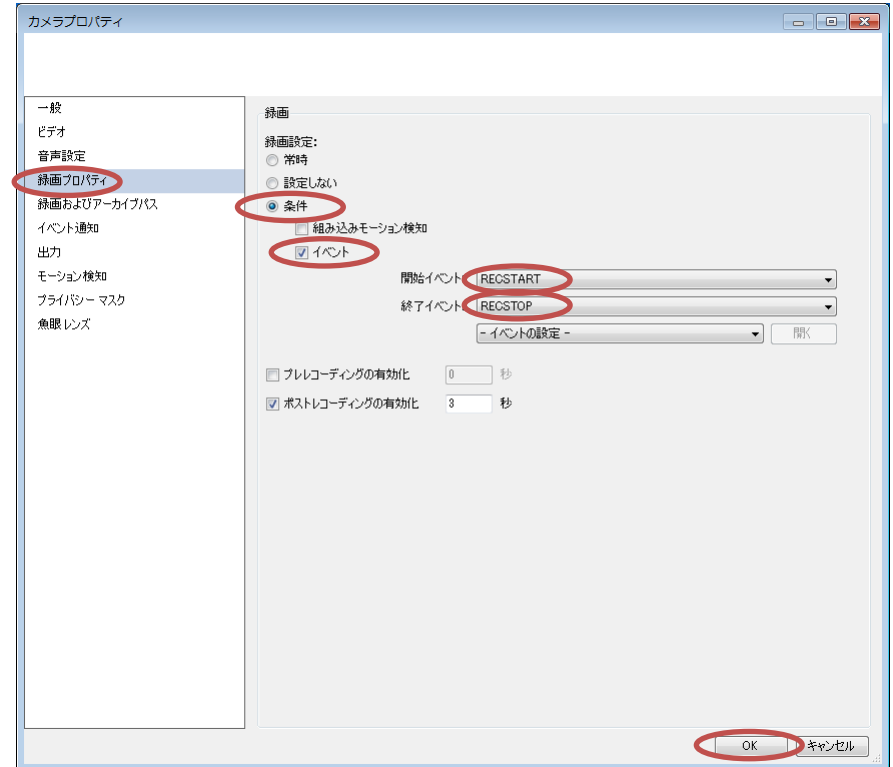 カメラプロパティ
一般
ビデオ
音声設定
録画プロパティ
録画およびアーカイブパス
イベント通知
出力
モーション検知
プライバシー マスク
魚眼レンズ
録画
録画設定:
常時
設定しない
条件
組み込みモーション検知
イベント
開始イベント RECSTART
終了イベント RECSTOP
- イベントの設定 - 開く
プレレコーディングの有効化 0 秒
ポストレコーディングの有効化 3 秒
OK キャンセル